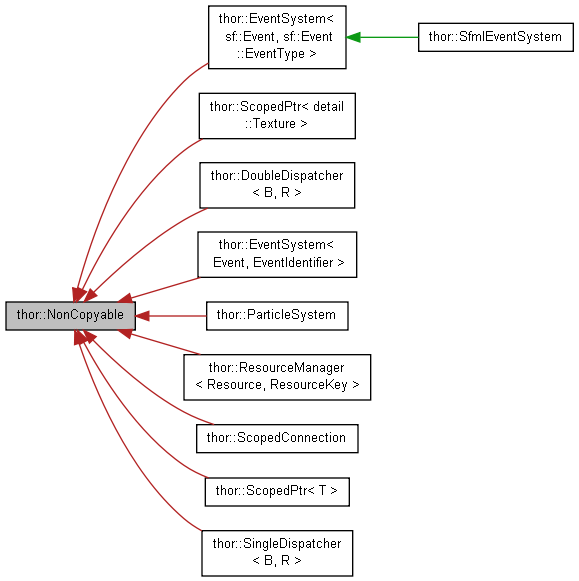 thor::EventSystem<
sf::Event, sf::Event
::EventType >
thor::SfmlEventSystem
thor::ScopedPtr< detail
::Texture >
thor::DoubleDispatcher
< B, R >
thor::EventSystem<
Event, EventIdentifier >
thor::NonCopyable
thor::ParticleSystem
thor::ResourceManager
< Resource, ResourceKey >
thor::ScopedConnection
thor::ScopedPtr< T >
thor::SingleDispatcher
< B, R >